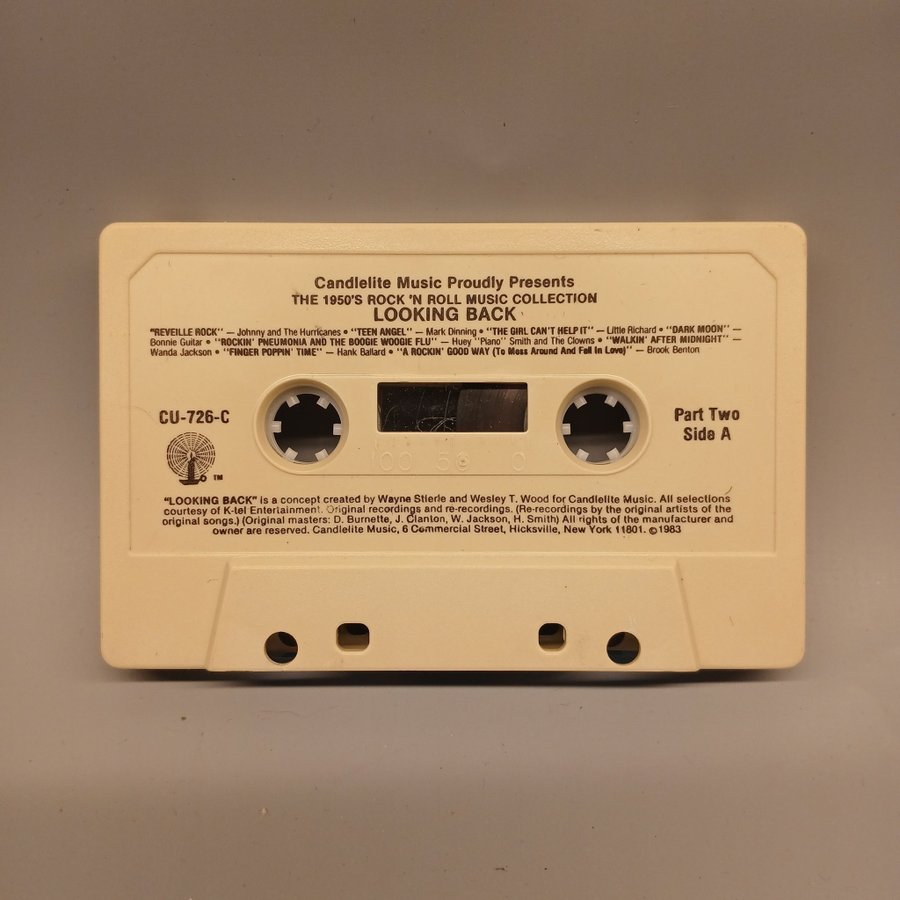 Candlelite Music Proudly Presents
THE 1950'S ROCK 'N ROLL MUSIC COLLECTION
LOOKING BACK
"REVEILLE ROCK" — Johnny and The Hurricanes • "TEEN ANGEL" — Mark Dinning • "THE GIRL CAN'T HELP IT" — Little Richard • "DARK MOON" —
Bonnie Guitar • "ROCKIN' PNEUMONIA AND THE BOOGIE WOOGIE FLU" — Huey "Piano" Smith and The Clowns • "WALKIN' AFTER MIDNIGHT" —
Wanda Jackson • "FINGER POPPIN' TIME" — Hank Ballard • "A ROCKIN' GOOD WAY (To Mess Around And Fall In Love)" — Brook Benton
CU-726-C
Part Two
Side A
00 59 0
TM
"LOOKING BACK" is a concept created by Wayne Stierle and Wesley T. Wood for Candlelite Music. All selections
courtesy of K-tel Entertainment. Original recordings and re-recordings. (Re-recordings by the original artists of the
original songs.) (Original masters: D. Burnette, J. Clanton, W. Jackson, H. Smith) All rights of the manufacturer and
owner are reserved. Candlelite Music, 6 Commercial Street, Hicksville, New York 11801. ©1983